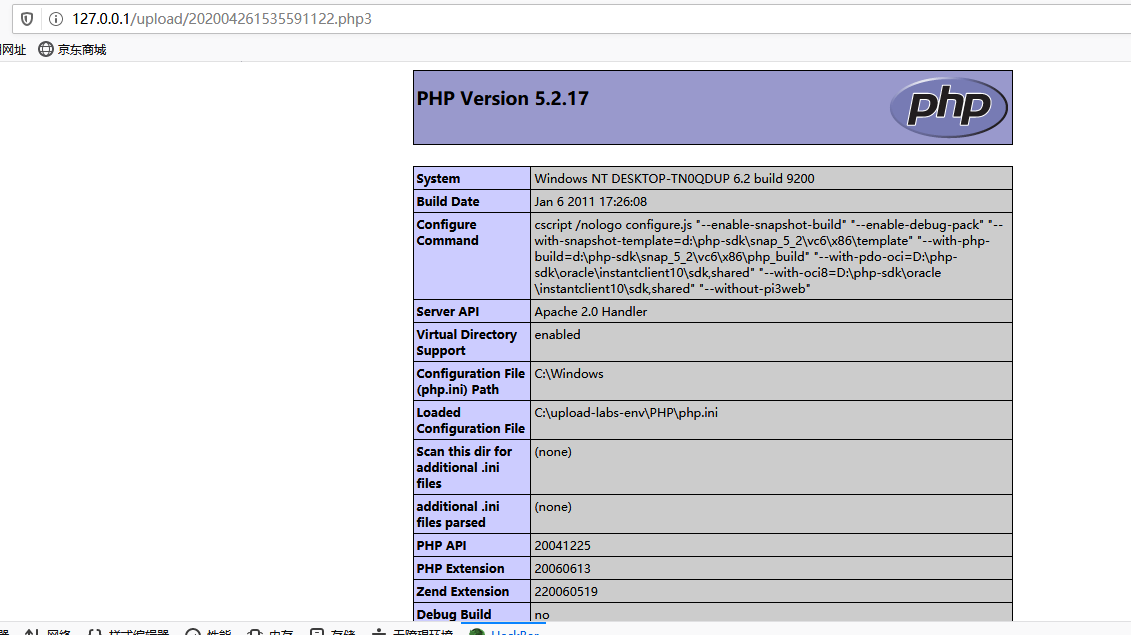 127.0.0.1/upload/202004261535591122.php3
网址 京东商城
PHP Version 5.2.17
php
System Windows NT DESKTOP-TN0QDUP 6.2 build 9200
Build Date Jan 6 2011 17:26:08
Configure Command cscript /nologo configure.js "--enable-snapshot-build" "--enable-debug-pack" "--
with-snapshot-template=d:\php-sdk\snap_5_2\vc6\x86\template" "--with-php-
build=d:\php-sdk\snap_5_2\vc6\x86\php_build" "--with-pdo-oci=D:\php-
sdk\oracle\instantclient10\sdk,shared" "--with-oci8=D:\php-sdk\oracle
\instantclient10\sdk,shared" "--without-pi3web"
Server API Apache 2.0 Handler
Virtual Directory Support enabled
Configuration File (php.ini) Path C:\Windows
Loaded Configuration File C:\upload-labs-env\PHP\php.ini
Scan this dir for additional .ini files (none)
additional .ini files parsed (none)
PHP API 20041225
PHP Extension 20060613
Zend Extension 220060519
Debug Build no
器 网络 样式编辑器 性能 内存 存储 无障碍环境 HackBar